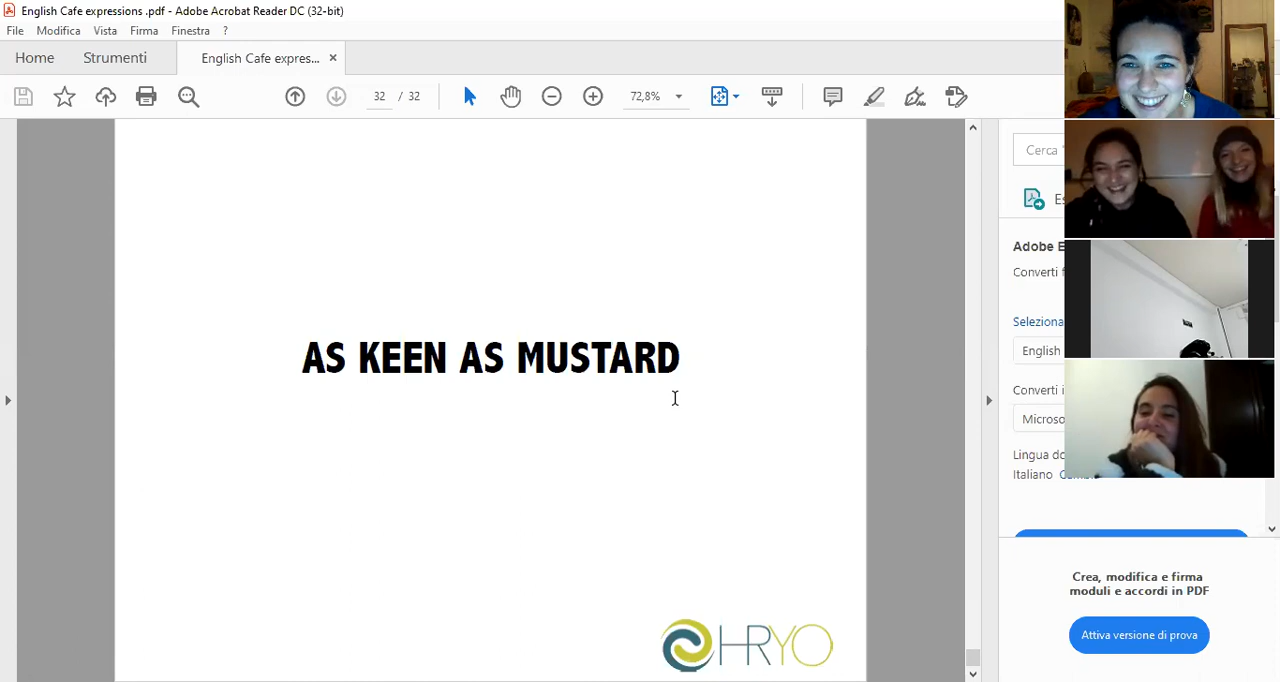 English Cafe expressions .pdf - Adobe Acrobat Reader DC (32-bit)
File Modifica Vista Firma Finestra ?
Home Strumenti English Cafe expres... ×
32 / 32 72,8%
Cerca
Es
Adobe E
Converti f
Seleziona
English
Converti i
Microso
Lingua do
Italiano
AS KEEN AS MUSTARD
Crea, modifica e firma
moduli e accordi in PDF
Attiva versione di prova
HRYO